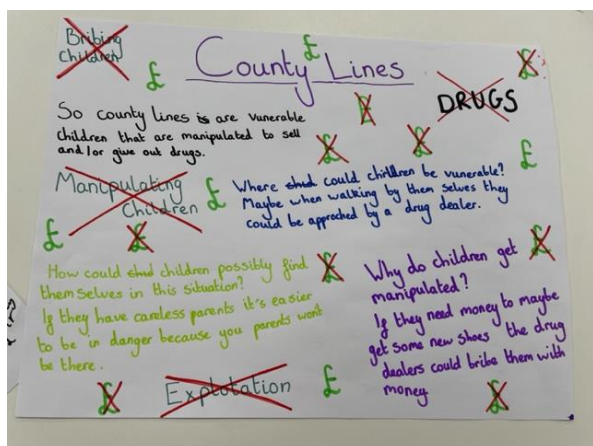 Bribing
Children
£
£
County Lines
£
DRUGS
£
So county lines is are vunerable
children that are manipulated to sell
and/or give out drugs.
£
£
£
Manipulating
Children
£
Where could children be vunerable?
Maybe when walking by them selves they
could be approched by a drug dealer.
£
£
£
How could children possibly find
themselves in this situation?
If they have careless parents it's easier
to be in danger because you parents wont
be there.
£
£
Why do children get
manipulated?
If they need money to maybe
get some new shoes the drug
dealers could bribe them with
money
£
Explotation
£
£